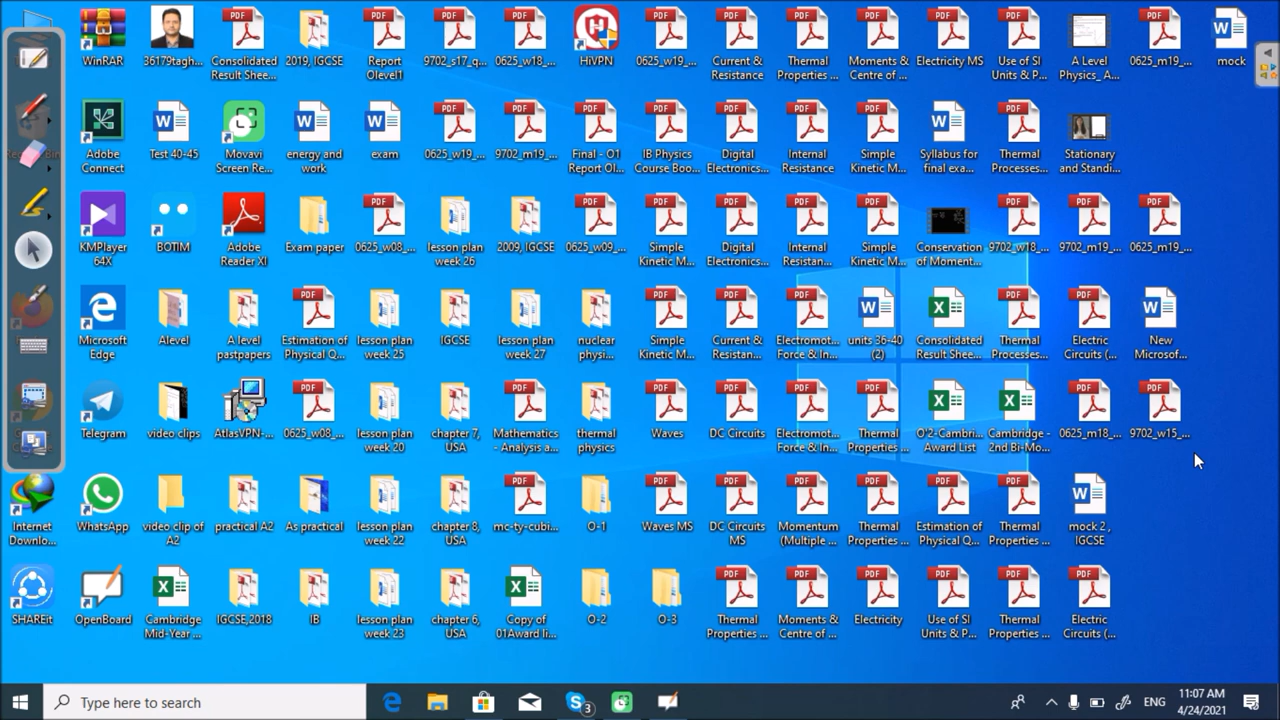 WinRAR
36179tagh...
Consolidated
Result Shee...
2019, IGCSE
Report
Olevel1
9702_s17_q...
0625_w18_...
HiVPN
0625_w19_...
Current &
Resistance
Thermal
Properties ...
Moments &
Centre of ...
Electricity MS
Use of SI
Units & P...
A Level
Physics_ A...
0625_m19_...
mock
Adobe
Connect
Test 40-45
Movavi
Screen Re...
energy and
work
exam
0625_w19_...
9702_m19_...
Final - O1
Report Ol...
IB Physics
Course Boo...
Digital
Electronics...
Internal
Resistance
Simple
Kinetic M...
Syllabus for
final exa...
Thermal
Processes...
Stationary
and Standi...
KMPlayer
64X
BOTIM
Adobe
Reader XI
Exam paper
0625_w08_...
lesson plan
week 26
2009, IGCSE
0625_w09_...
Simple
Kinetic M...
Digital
Electronics...
Internal
Resistan...
Simple
Kinetic M...
Conservation
of Moment...
9702_w18_...
9702_m19_...
0625_m19_...
Microsoft
Edge
Alevel
A level
pastpapers
Estimation of
Physical Q...
lesson plan
week 25
IGCSE
lesson plan
week 27
nuclear
physi...
Simple
Kinetic M...
Current &
Resistan...
Electromot...
Force & In...
units 36-40
(2)
Consolidated
Result Shee...
Thermal
Processes...
Electric
Circuits (...
New
Microsof...
Telegram
video clips
AtlasVPN-...
0625_w08_...
lesson plan
week 20
chapter 7,
USA
Mathematics
- Analysis a...
thermal
physics
Waves
DC Circuits
Electromot...
Force & In...
Thermal
Properties ...
O'2-Cambri...
Award List
Cambridge -
2nd Bi-Mo...
0625_m18_...
9702_w15_...
Internet
Downlo...
WhatsApp
video clip of
A2
practical A2
As practical
lesson plan
week 22
chapter 8,
USA
mc-ty-cubi...
O-1
Waves MS
DC Circuits
MS
Momentum
(Multiple ...
Thermal
Properties ...
Estimation of
Physical Q...
Thermal
Properties ...
mock 2 ,
IGCSE
SHAREit
OpenBoard
Cambridge
Mid-Year ...
IGCSE,2018
IB
lesson plan
week 23
chapter 6,
USA
Copy of
01Award li...
O-2
O-3
Thermal
Properties ...
Moments &
Centre of ...
Electricity
Use of SI
Units & P...
Thermal
Properties ...
Electric
Circuits (...
Type here to search
3
ENG
11:07 AM
4/24/2021